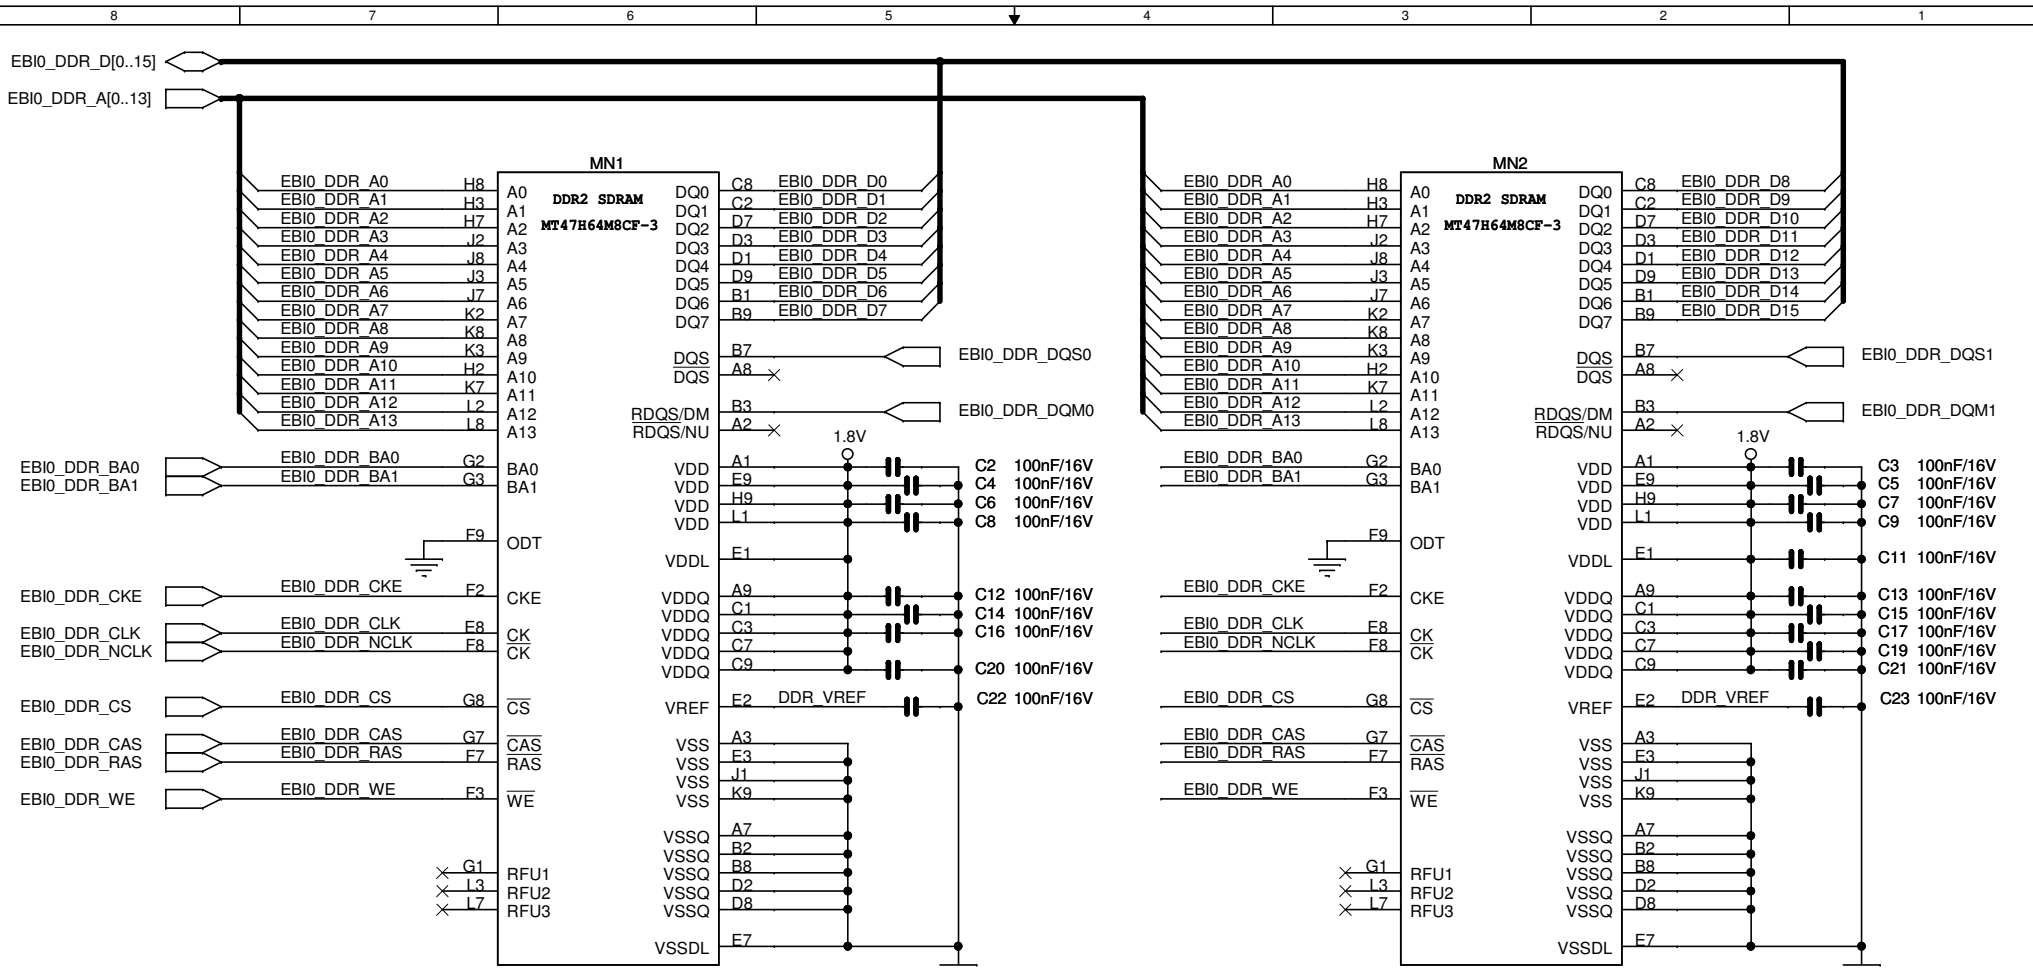 8 7 6 5 4 3 2 1
EBI0_DDR_D[0..15]
EBI0_DDR_A[0..13]
MN1
DDR2 SDRAM
MT47H64M8CF-3
EBI0_DDR_A0 H8 A0
EBI0_DDR_A1 H3 A1
EBI0_DDR_A2 H7 A2
EBI0_DDR_A3 J2 A3
EBI0_DDR_A4 J8 A4
EBI0_DDR_A5 J3 A5
EBI0_DDR_A6 J7 A6
EBI0_DDR_A7 K2 A7
EBI0_DDR_A8 K8 A8
EBI0_DDR_A9 K3 A9
EBI0_DDR_A10 H2 A10
EBI0_DDR_A11 K7 A11
EBI0_DDR_A12 L2 A12
EBI0_DDR_A13 L8 A13
EBI0_DDR_BA0 EBI0_DDR_BA0 G2 BA0
EBI0_DDR_BA1 EBI0_DDR_BA1 G3 BA1
F9 ODT
EBI0_DDR_CKE EBI0_DDR_CKE F2 CKE
EBI0_DDR_CLK EBI0_DDR_CLK E8 CK
EBI0_DDR_NCLK EBI0_DDR_NCLK F8 CK
EBI0_DDR_CS EBI0_DDR_CS G8 CS
EBI0_DDR_CAS EBI0_DDR_CAS G7 CAS
EBI0_DDR_RAS EBI0_DDR_RAS F7 RAS
EBI0_DDR_WE EBI0_DDR_WE F3 WE
G1 RFU1
L3 RFU2
L7 RFU3
DQ0 C8 EBI0_DDR_D0
DQ1 C2 EBI0_DDR_D1
DQ2 D7 EBI0_DDR_D2
DQ3 D3 EBI0_DDR_D3
DQ4 D1 EBI0_DDR_D4
DQ5 D9 EBI0_DDR_D5
DQ6 B1 EBI0_DDR_D6
DQ7 B9 EBI0_DDR_D7
DQS B7 EBI0_DDR_DQS0
DQS A8
RDQS/DM B3 EBI0_DDR_DQM0
RDQS/NU A2
1.8V
VDD A1 C2 100nF/16V
VDD E9 C4 100nF/16V
VDD H9 C6 100nF/16V
VDD L1 C8 100nF/16V
VDDL E1
VDDQ A9 C12 100nF/16V
VDDQ C1 C14 100nF/16V
VDDQ C3 C16 100nF/16V
VDDQ C7
VDDQ C9 C20 100nF/16V
VREF E2 DDR_VREF C22 100nF/16V
VSS A3
VSS E3
VSS J1
VSS K9
VSSQ A7
VSSQ B2
VSSQ B8
VSSQ D2
VSSQ D8
VSSDL E7
MN2
DDR2 SDRAM
MT47H64M8CF-3
EBI0_DDR_A0 H8 A0
EBI0_DDR_A1 H3 A1
EBI0_DDR_A2 H7 A2
EBI0_DDR_A3 J2 A3
EBI0_DDR_A4 J8 A4
EBI0_DDR_A5 J3 A5
EBI0_DDR_A6 J7 A6
EBI0_DDR_A7 K2 A7
EBI0_DDR_A8 K8 A8
EBI0_DDR_A9 K3 A9
EBI0_DDR_A10 H2 A10
EBI0_DDR_A11 K7 A11
EBI0_DDR_A12 L2 A12
EBI0_DDR_A13 L8 A13
EBI0_DDR_BA0 G2 BA0
EBI0_DDR_BA1 G3 BA1
F9 ODT
EBI0_DDR_CKE F2 CKE
EBI0_DDR_CLK E8 CK
EBI0_DDR_NCLK F8 CK
EBI0_DDR_CS G8 CS
EBI0_DDR_CAS G7 CAS
EBI0_DDR_RAS F7 RAS
EBI0_DDR_WE F3 WE
G1 RFU1
L3 RFU2
L7 RFU3
DQ0 C8 EBI0_DDR_D8
DQ1 C2 EBI0_DDR_D9
DQ2 D7 EBI0_DDR_D10
DQ3 D3 EBI0_DDR_D11
DQ4 D1 EBI0_DDR_D12
DQ5 D9 EBI0_DDR_D13
DQ6 B1 EBI0_DDR_D14
DQ7 B9 EBI0_DDR_D15
DQS B7 EBI0_DDR_DQS1
DQS A8
RDQS/DM B3 EBI0_DDR_DQM1
RDQS/NU A2
1.8V
VDD A1 C3 100nF/16V
VDD E9 C5 100nF/16V
VDD H9 C7 100nF/16V
VDD L1 C9 100nF/16V
VDDL E1 C11 100nF/16V
VDDQ A9 C13 100nF/16V
VDDQ C1 C15 100nF/16V
VDDQ C3 C17 100nF/16V
VDDQ C7 C19 100nF/16V
VDDQ C9 C21 100nF/16V
VREF E2 DDR_VREF C23 100nF/16V
VSS A3
VSS E3
VSS J1
VSS K9
VSSQ A7
VSSQ B2
VSSQ B8
VSSQ D2
VSSQ D8
VSSDL E7